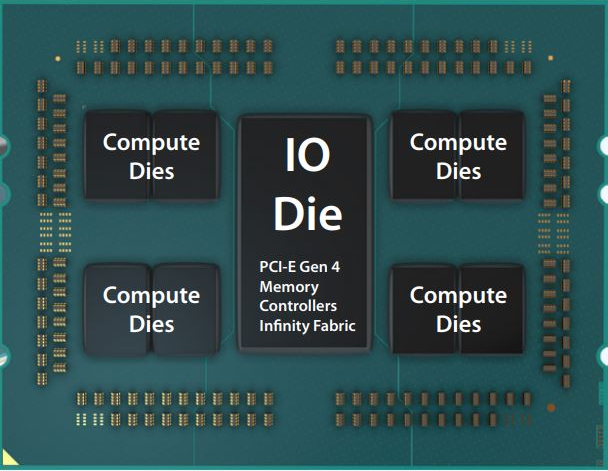 Compute
Dies
IO
Die
Compute
Dies
PCI-E Gen 4
Memory
Controllers
Infinity Fabric
Compute
Dies
Compute
Dies